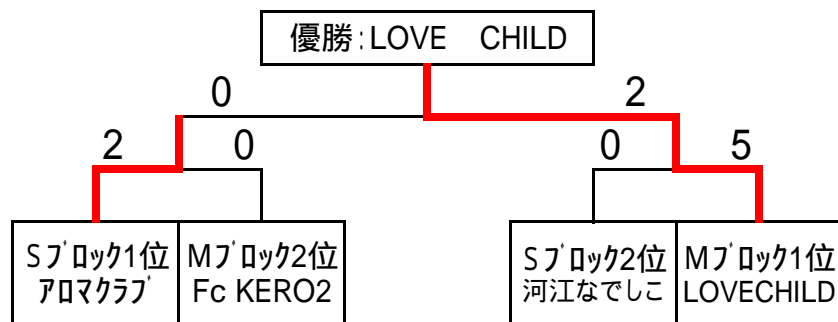 優勝:LOVE　CHILD
0 2
2 0 0 5
Sﾌﾞﾛｯｸ1位 Mﾌﾞﾛｯｸ2位 Sﾌﾞﾛｯｸ2位 Mﾌﾞﾛｯｸ1位
ｱﾛﾏｸﾗﾌﾞ Fc KERO2 河江なでしこ LOVECHILD